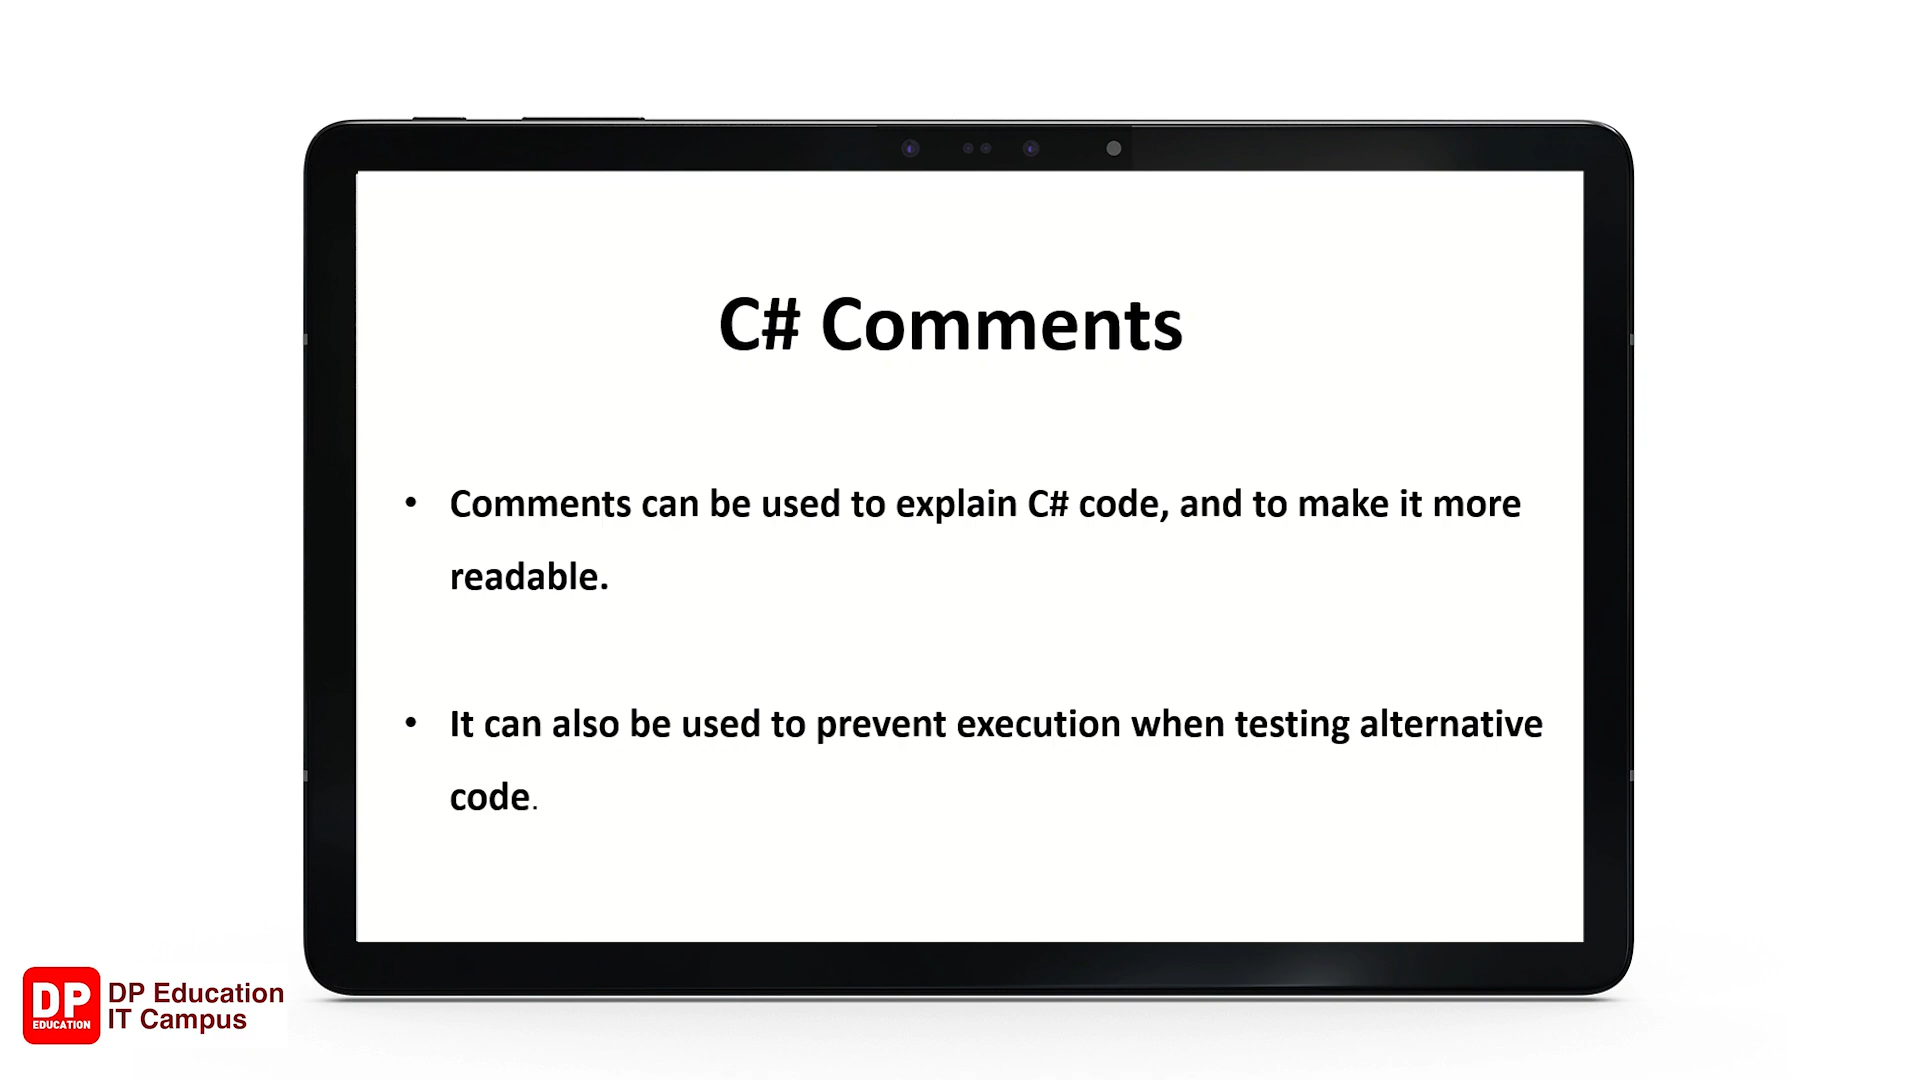 C# Comments
• Comments can be used to explain C# code, and to make it more
readable.
• It can also be used to prevent execution when testing alternative
code.
DP
EDUCATION
DP Education
IT Campus